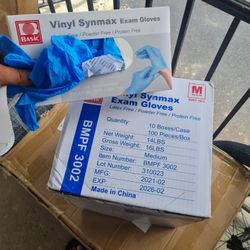 Vinyl Synmax Exam Gloves
Latex Free / Powder Free / Protein Free
Basic
Vinyl Synmax
Exam Gloves
Latex Free / Powder Free / Protein Free
M
BMPF 3002
Quantity: 10 Boxes/Case
100 Pieces/Box
Net Weight: 14LBS
Gross Weight: 16LBS
Size: Medium
Item Number: BMPF 3002
Lot Number: 310023
MFG: 2021-02
EXP: 2026-02
Made in China